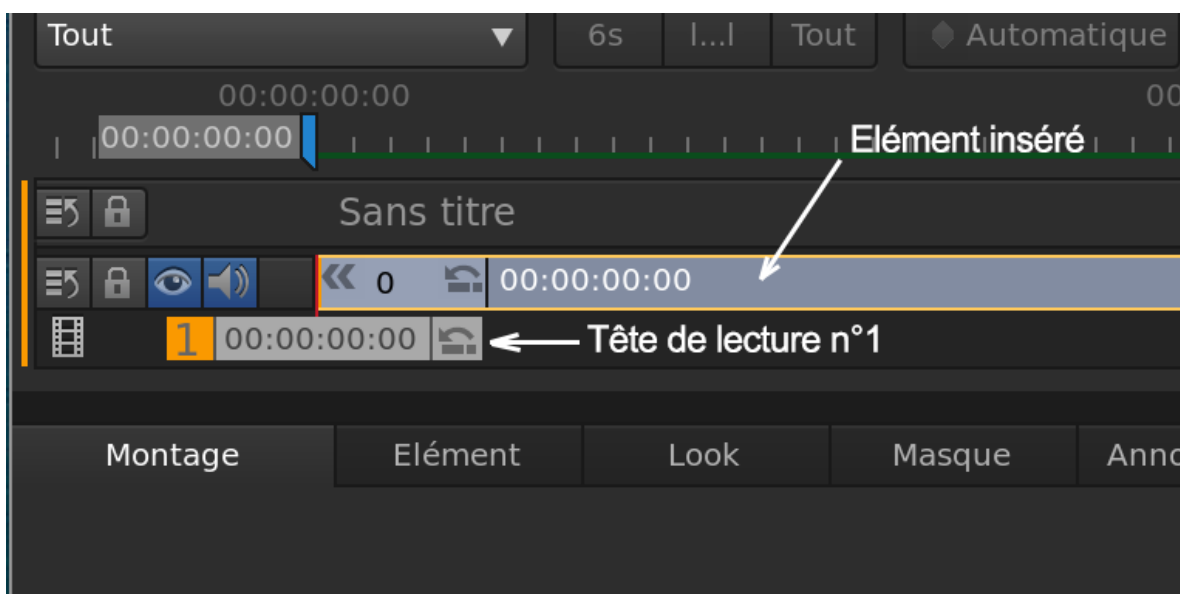 Tout 6s I...I Tout Automatique
00:00:00:00 00
00:00:00:00 Elément inséré
Sans titre
0 00:00:00:00
1 00:00:00:00 Tête de lecture n°1
Montage Elément Look Masque Anno